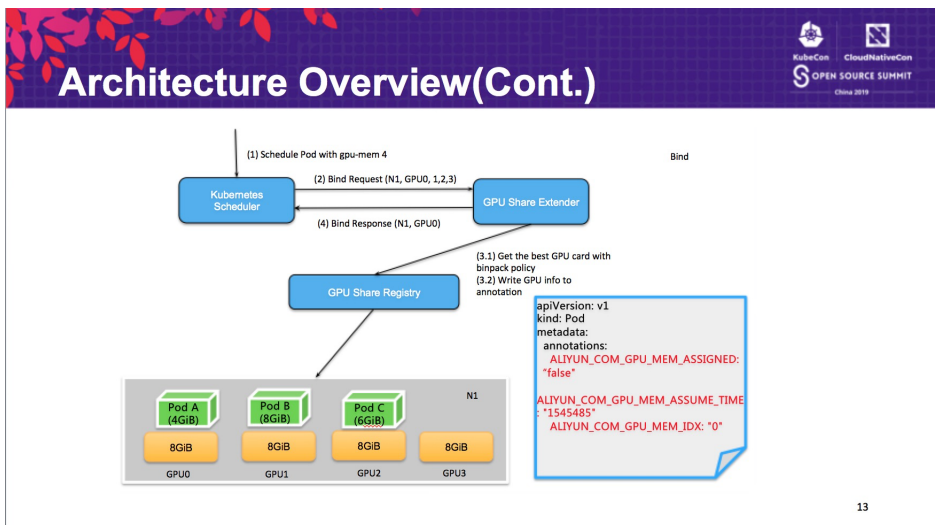 Architecture Overview(Cont.)
KubeCon
CloudNativeCon
OPEN SOURCE SUMMIT
China 2019
(1) Schedule Pod with gpu-mem 4
Bind
Kubernetes
Scheduler
(2) Bind Request (N1, GPU0, 1,2,3)
GPU Share Extender
(4) Bind Response (N1, GPU0)
(3.1) Get the best GPU card with
binpack policy
(3.2) Write GPU info to
annotation
GPU Share Registry
apiVersion: v1
kind: Pod
metadata:
annotations:
ALIYUN_COM_GPU_MEM_ASSIGNED:
"false"
ALIYUN_COM_GPU_MEM_ASSUME_TIME
: "1545485"
ALIYUN_COM_GPU_MEM_IDX: "0"
N1
Pod A
(4GiB)
Pod B
(8GiB)
Pod C
(6GiB)
8GiB
8GiB
8GiB
8GiB
GPU0
GPU1
GPU2
GPU3
13